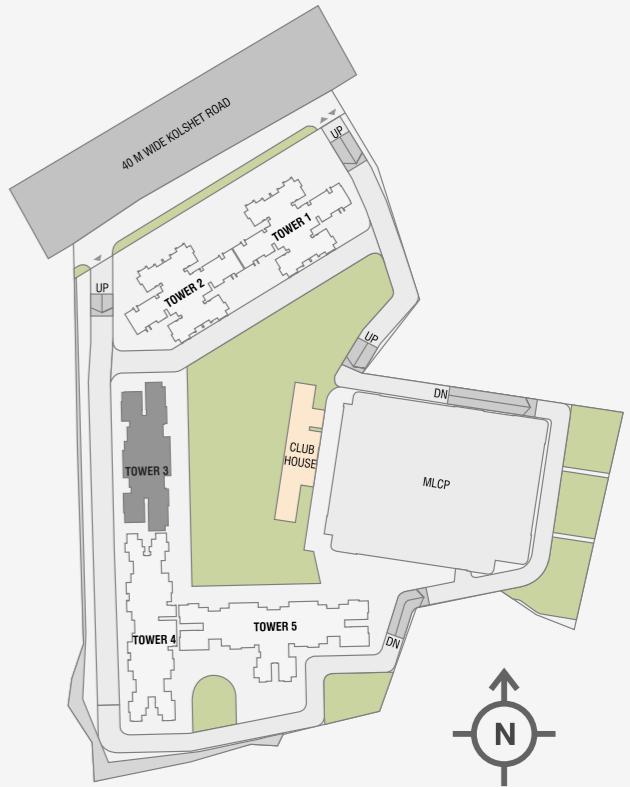 40 M WIDE KOLSHET ROAD
UP
TOWER 1
TOWER 2
UP
UP
DN
CLUB
HOUSE
TOWER 3
MLCP
TOWER 5
TOWER 4
DN
N